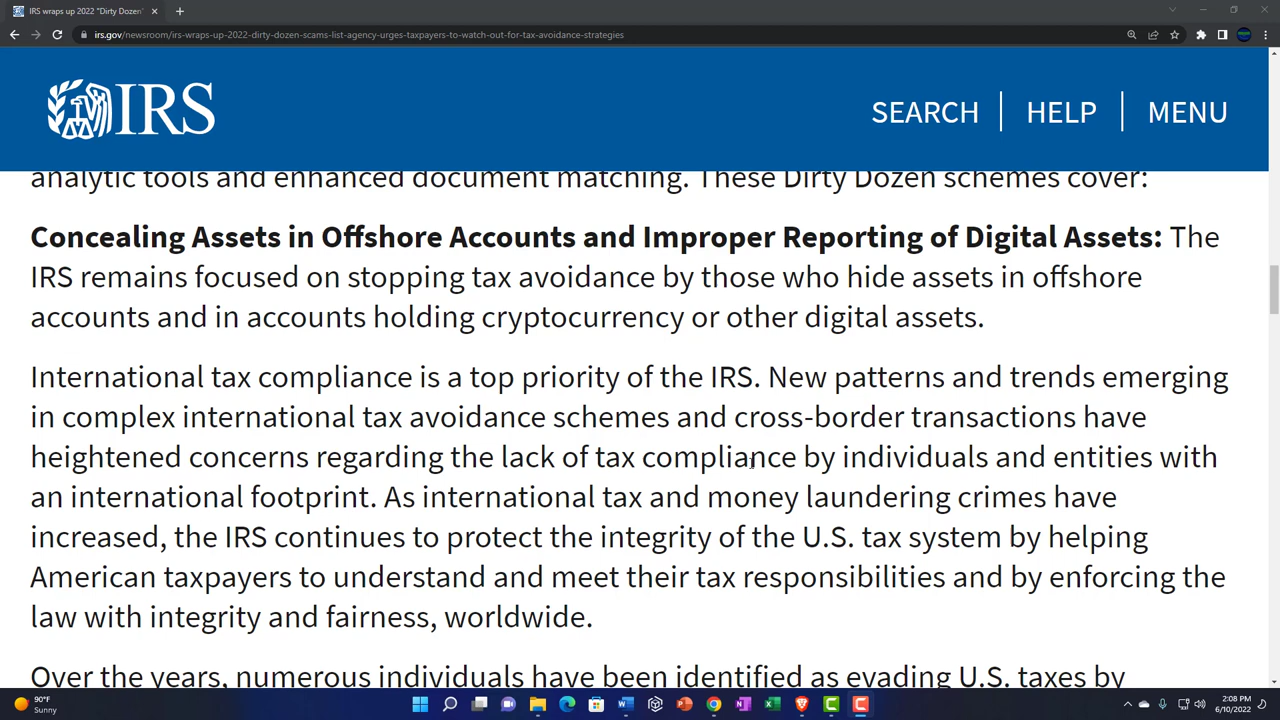 IRS wraps up 2022 "Dirty Dozen"
irs.gov/newsroom/irs-wraps-up-2022-dirty-dozen-scams-list-agency-urges-taxpayers-to-watch-out-for-tax-avoidance-strategies
IRS
SEARCH
HELP
MENU
analytic tools and enhanced document matching. These Dirty Dozen schemes cover:
Concealing Assets in Offshore Accounts and Improper Reporting of Digital Assets: The
IRS remains focused on stopping tax avoidance by those who hide assets in offshore
accounts and in accounts holding cryptocurrency or other digital assets.
International tax compliance is a top priority of the IRS. New patterns and trends emerging
in complex international tax avoidance schemes and cross-border transactions have
heightened concerns regarding the lack of tax compliance by individuals and entities with
an international footprint. As international tax and money laundering crimes have
increased, the IRS continues to protect the integrity of the U.S. tax system by helping
American taxpayers to understand and meet their tax responsibilities and by enforcing the
law with integrity and fairness, worldwide.
Over the years, numerous individuals have been identified as evading U.S. taxes by
90°F
Sunny
2:08 PM
6/10/2022